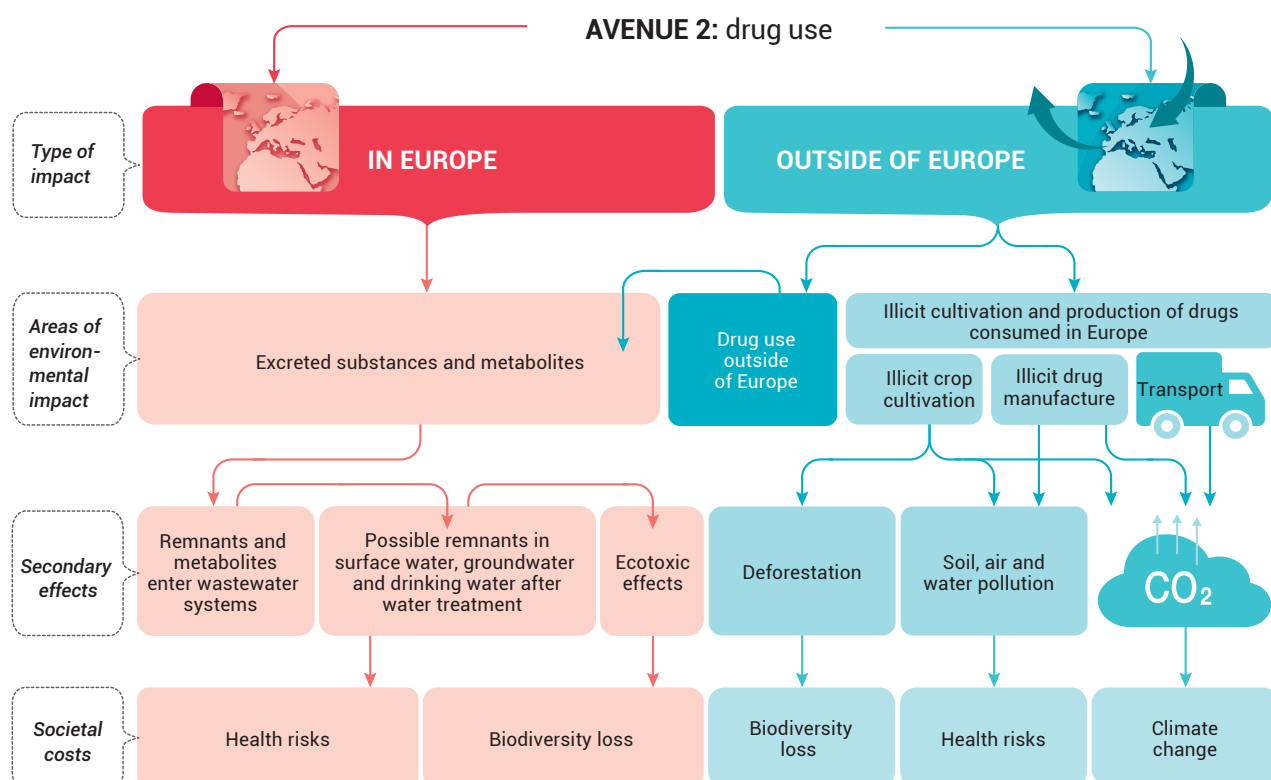 AVENUE 2: drug use
Type of
impact
IN EUROPE
OUTSIDE OF EUROPE
Areas of
environ-
mental
impact
Excreted substances and metabolites
Drug use
outside
of Europe
Illicit cultivation and production of drugs
consumed in Europe
Illicit crop
cultivation
Illicit drug
manufacture
Transport
Secondary
effects
Remnants and
metabolites
enter wastewater
systems
Possible remnants in
surface water, groundwater
and drinking water after
water treatment
Ecotoxic
effects
Deforestation
Soil, air and
water pollution
CO2
Societal
costs
Health risks
Biodiversity loss
Biodiversity
loss
Health risks
Climate
change